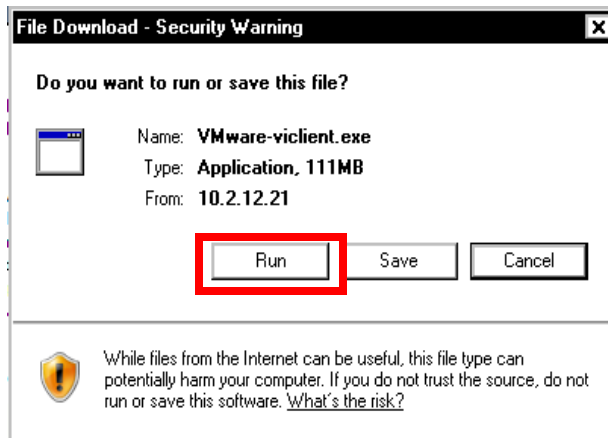 File Download - Security Warning
Do you want to run or save this file?
Name: VMware-viclient.exe
Type: Application, 111MB
From: 10.2.12.21
Run Save Cancel
While files from the Internet can be useful, this file type can
potentially harm your computer. If you do not trust the source, do not
run or save this software. What's the risk?